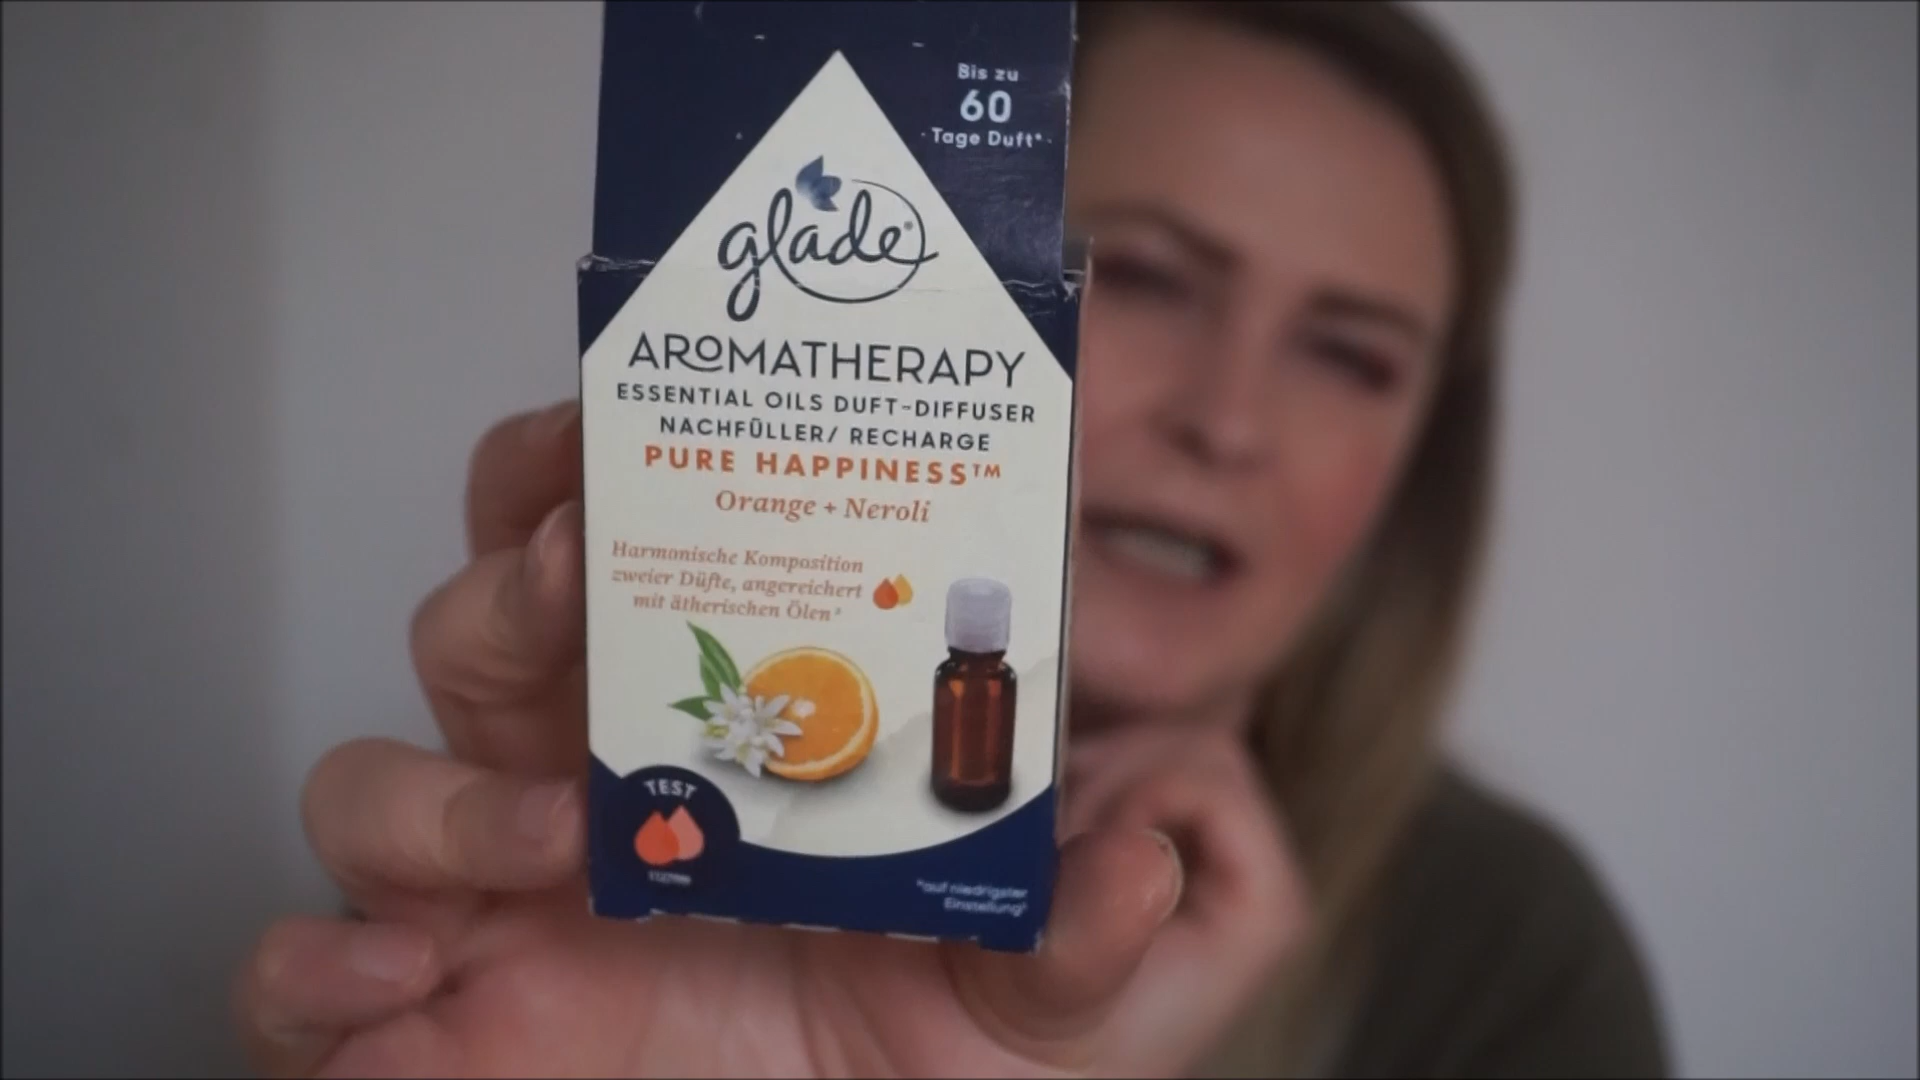 Bis zu
60
Tage Duft*
glade®
AROMATHERAPY
ESSENTIAL OILS DUFT-DIFFUSER
NACHFÜLLER/ RECHARGE
PURE HAPPINESS™
Orange + Neroli
Harmonische Komposition
zweier Düfte, angereichert
mit ätherischen Ölen²
TEST
*auf niedrigster
Einstellung